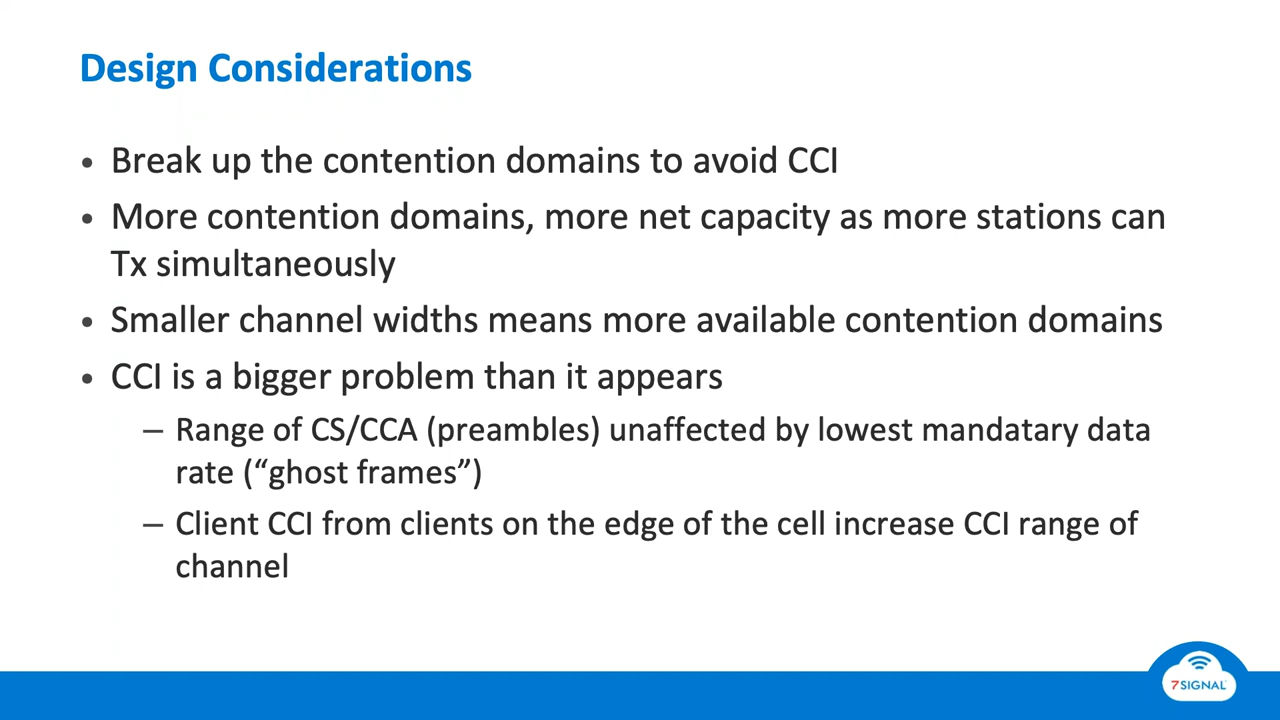 Design Considerations
• Break up the contention domains to avoid CCI
• More contention domains, more net capacity as more stations can
Tx simultaneously
• Smaller channel widths means more available contention domains
• CCI is a bigger problem than it appears
– Range of CS/CCA (preambles) unaffected by lowest mandatary data
rate (“ghost frames”)
– Client CCI from clients on the edge of the cell increase CCI range of
channel
7SIGNAL